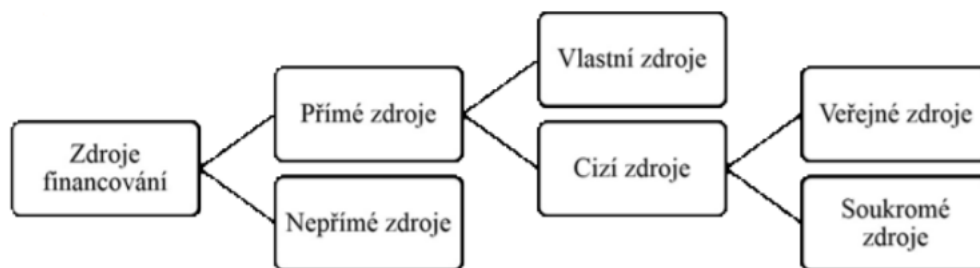 Zdroje
financování
Přímé zdroje
Nepřímé zdroje
Vlastní zdroje
Cizí zdroje
Veřejné zdroje
Soukromé
zdroje